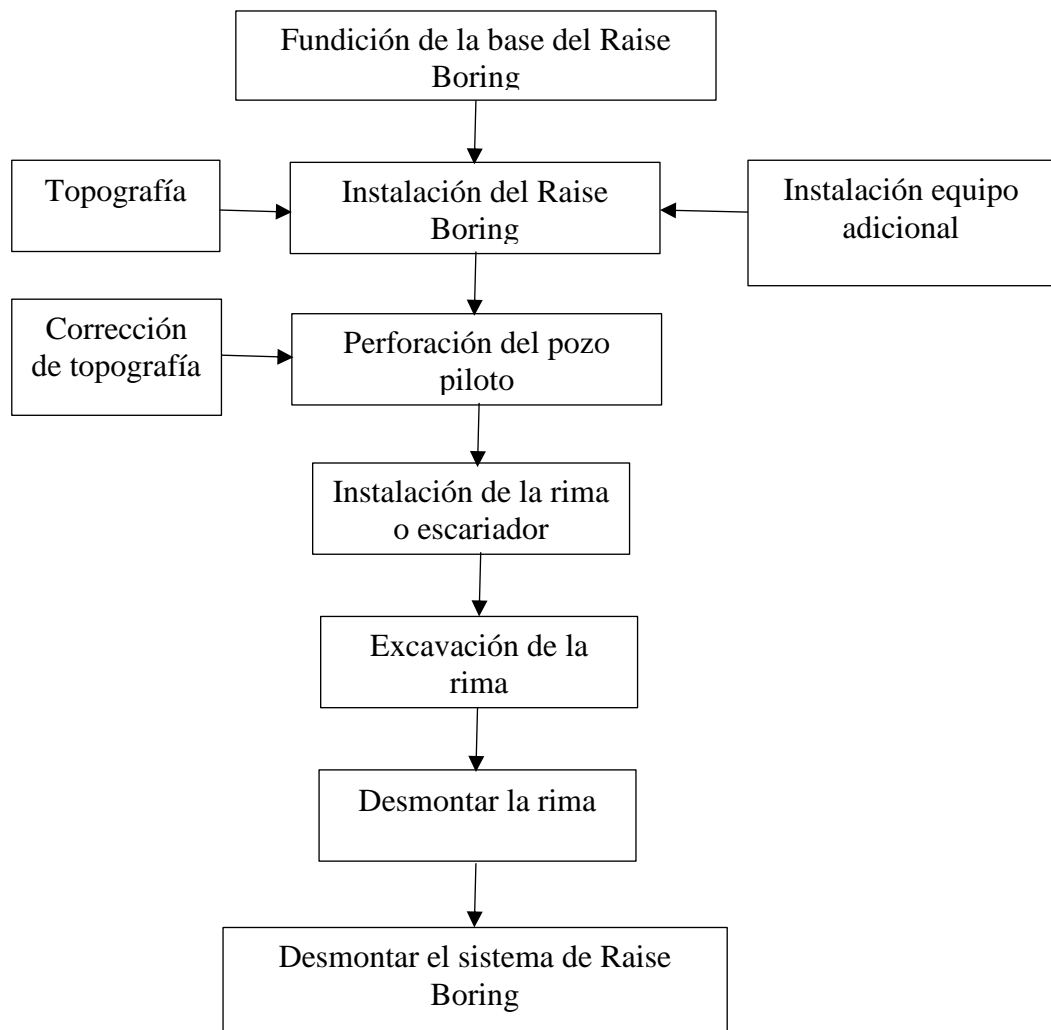 Fundición de la base del Raise
Boring
Topografía
Instalación del Raise
Boring
Instalación equipo
adicional
Corrección
de topografía
Perforación del pozo
piloto
Instalación de la rima
o escariador
Excavación de la
rima
Desmontar la rima
Desmontar el sistema de Raise
Boring